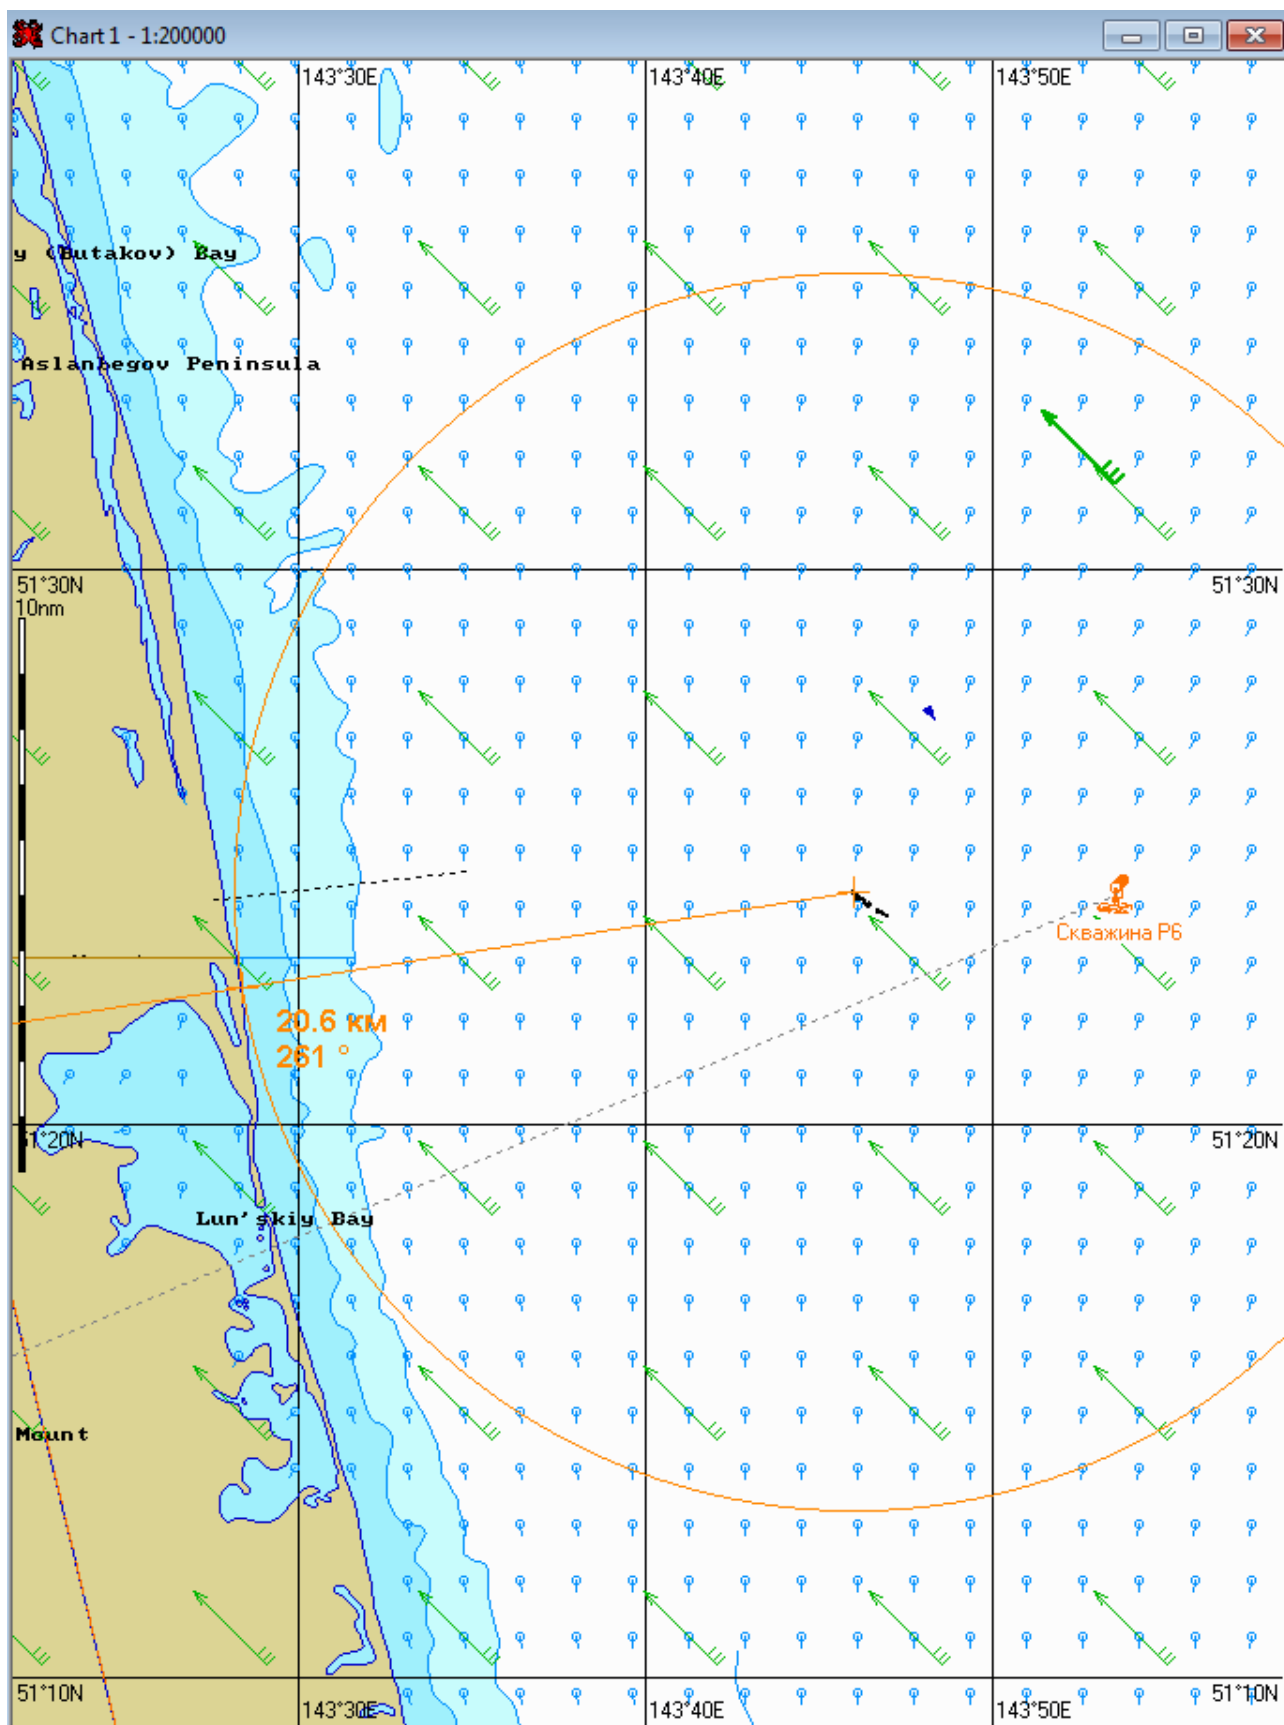 Chart 1 - 1:200000
143°30E
143°40E
143°50E
y (Butakov) Bay
Aslanbegov Peninsula
51°30N
51°30N
10nm
Скважина Р6
20.6 км
261 °
51°20N
51°20N
Lun'skiy Bay
Mount
51°10N
51°10N
143°30E
143°40E
143°50E